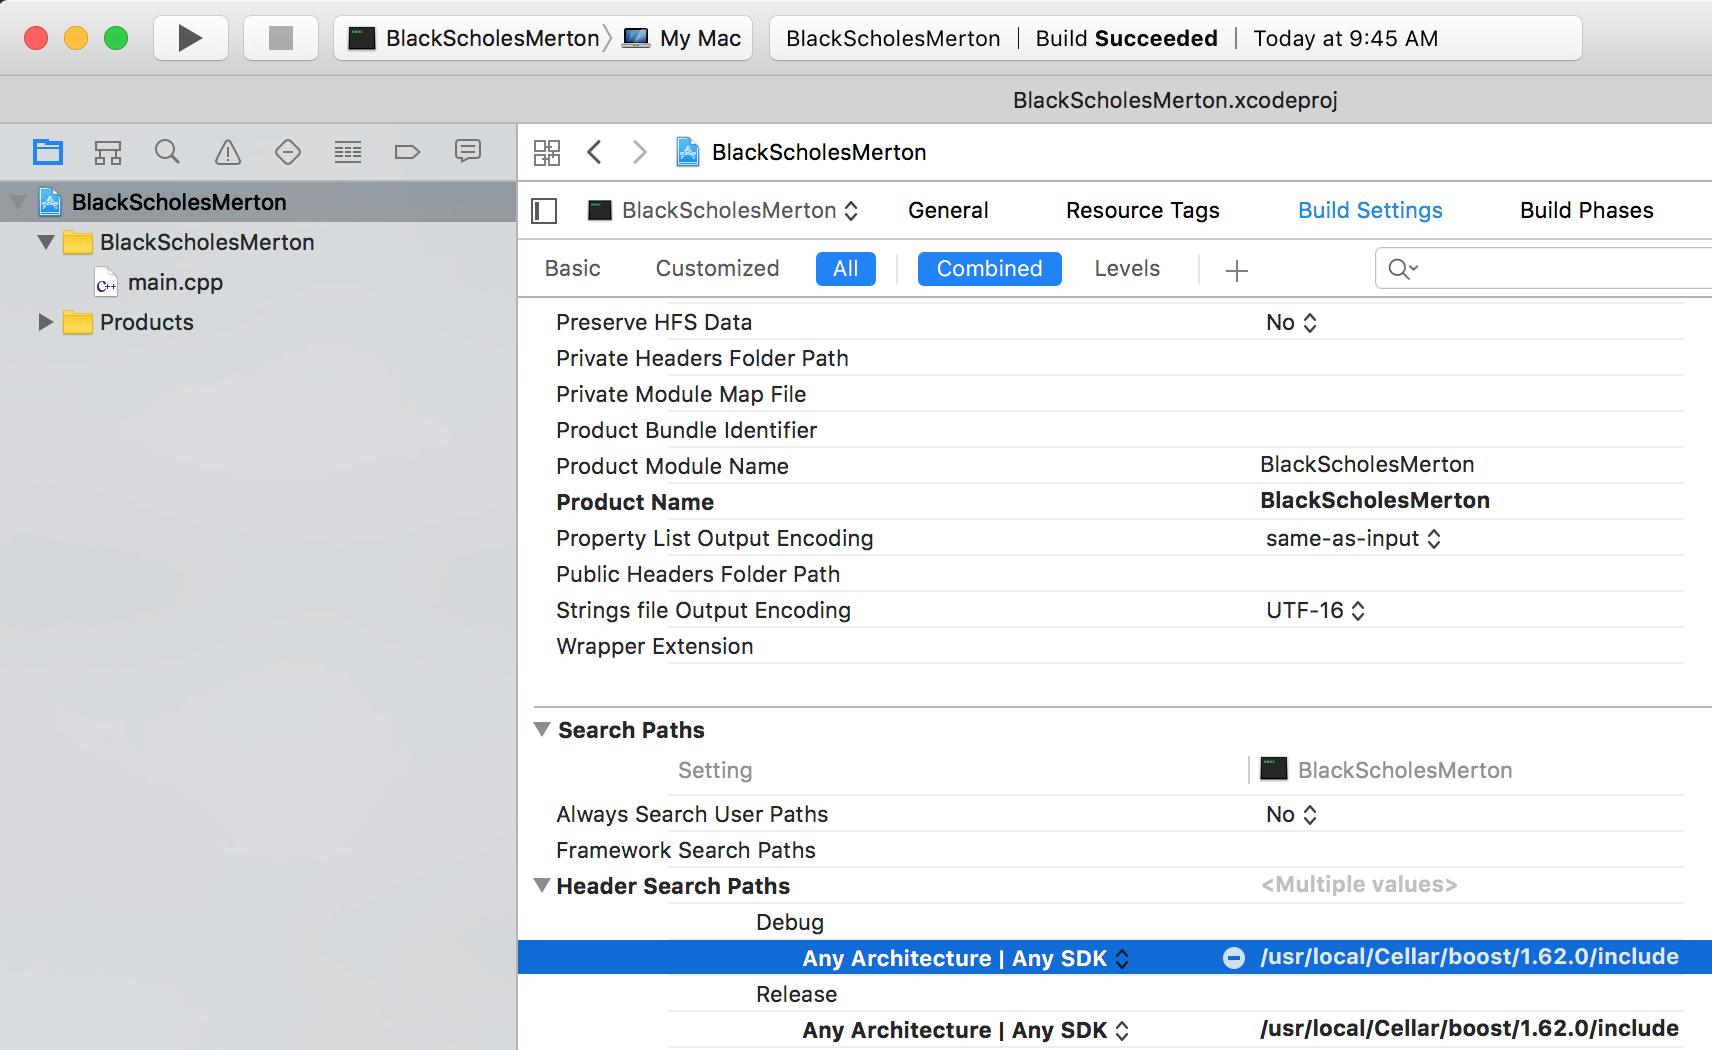 BlackScholesMerton My Mac BlackScholesMerton | Build Succeeded | Today at 9:45 AM
BlackScholesMerton.xcodeproj
BlackScholesMerton
BlackScholesMerton
BlackScholesMerton
C++ main.cpp
Products
BlackScholesMerton General Resource Tags Build Settings Build Phases
Basic Customized All Combined Levels
Preserve HFS Data No
Private Headers Folder Path
Private Module Map File
Product Bundle Identifier
Product Module Name BlackScholesMerton
Product Name BlackScholesMerton
Property List Output Encoding same-as-input
Public Headers Folder Path
Strings file Output Encoding UTF-16
Wrapper Extension
Search Paths
Setting BlackScholesMerton
Always Search User Paths No
Framework Search Paths
Header Search Paths <Multiple values>
Debug
Any Architecture | Any SDK /usr/local/Cellar/boost/1.62.0/include
Release
Any Architecture | Any SDK /usr/local/Cellar/boost/1.62.0/include